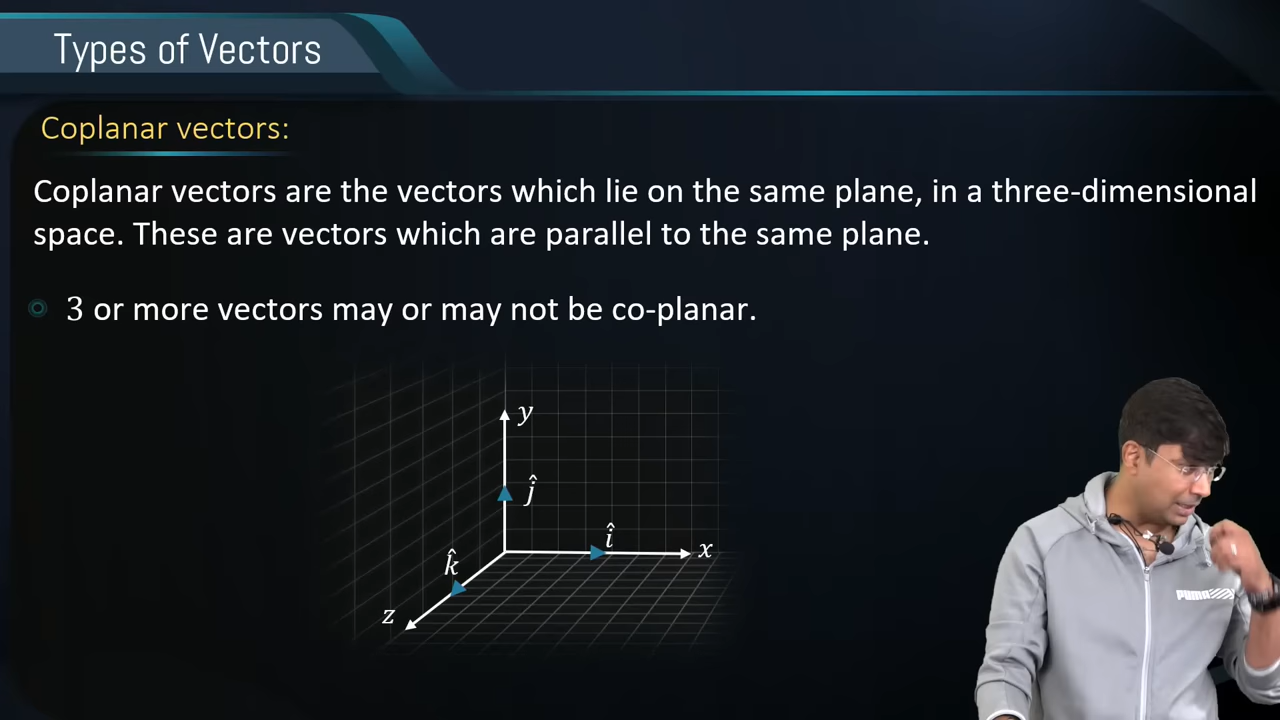 Types of Vectors
Coplanar vectors:
Coplanar vectors are the vectors which lie on the same plane, in a three-dimensional
space. These are vectors which are parallel to the same plane.
3 or more vectors may or may not be co-planar.
y
ĵ
î
x
k̂
z
PUMA